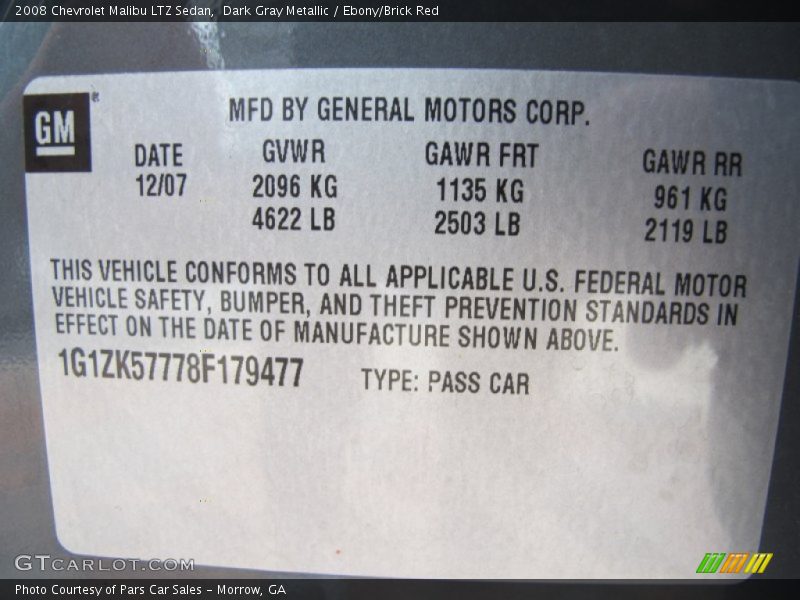 2008 Chevrolet Malibu LTZ Sedan, Dark Gray Metallic / Ebony/Brick Red
GM
MFD BY GENERAL MOTORS CORP.
DATE GVWR GAWR FRT GAWR RR
12/07 2096 KG 1135 KG 961 KG
4622 LB 2503 LB 2119 LB
THIS VEHICLE CONFORMS TO ALL APPLICABLE U.S. FEDERAL MOTOR
VEHICLE SAFETY, BUMPER, AND THEFT PREVENTION STANDARDS IN
EFFECT ON THE DATE OF MANUFACTURE SHOWN ABOVE.
1G1ZK57778F179477 TYPE: PASS CAR
GTCARLOT.COM
Photo Courtesy of Pars Car Sales - Morrow, GA